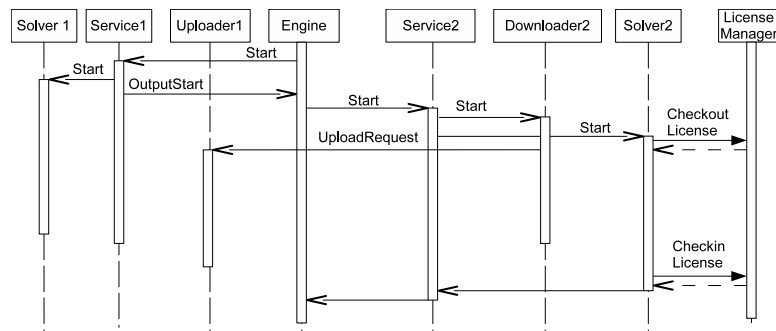 Solver 1
Service1
Uploader1
Engine
Service2
Downloader2
Solver2
License
Manager
Start
Start
OutputStart
Start
Start
Start
Checkout
License
UploadRequest
Checkin
License